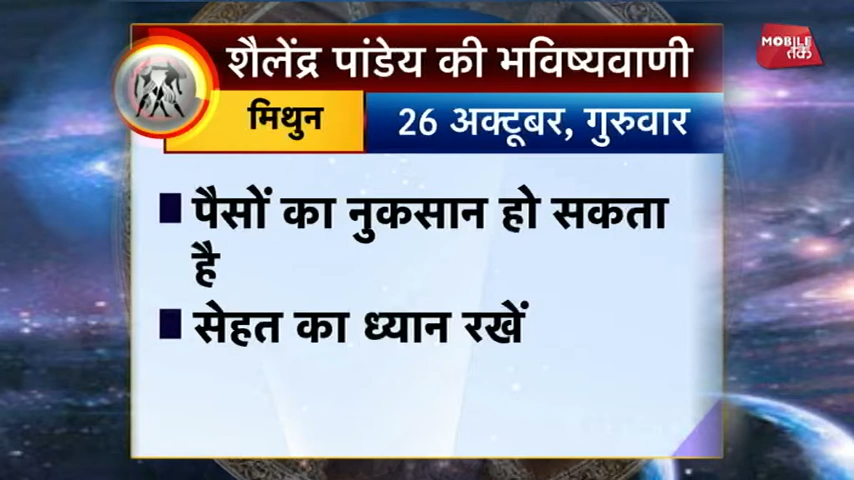 शैलेंद्र पांडेय की भविष्यवाणी
MOBILE
तक
मिथुन
26 अक्टूबर, गुरुवार
पैसों का नुकसान हो सकता
है
सेहत का ध्यान रखें